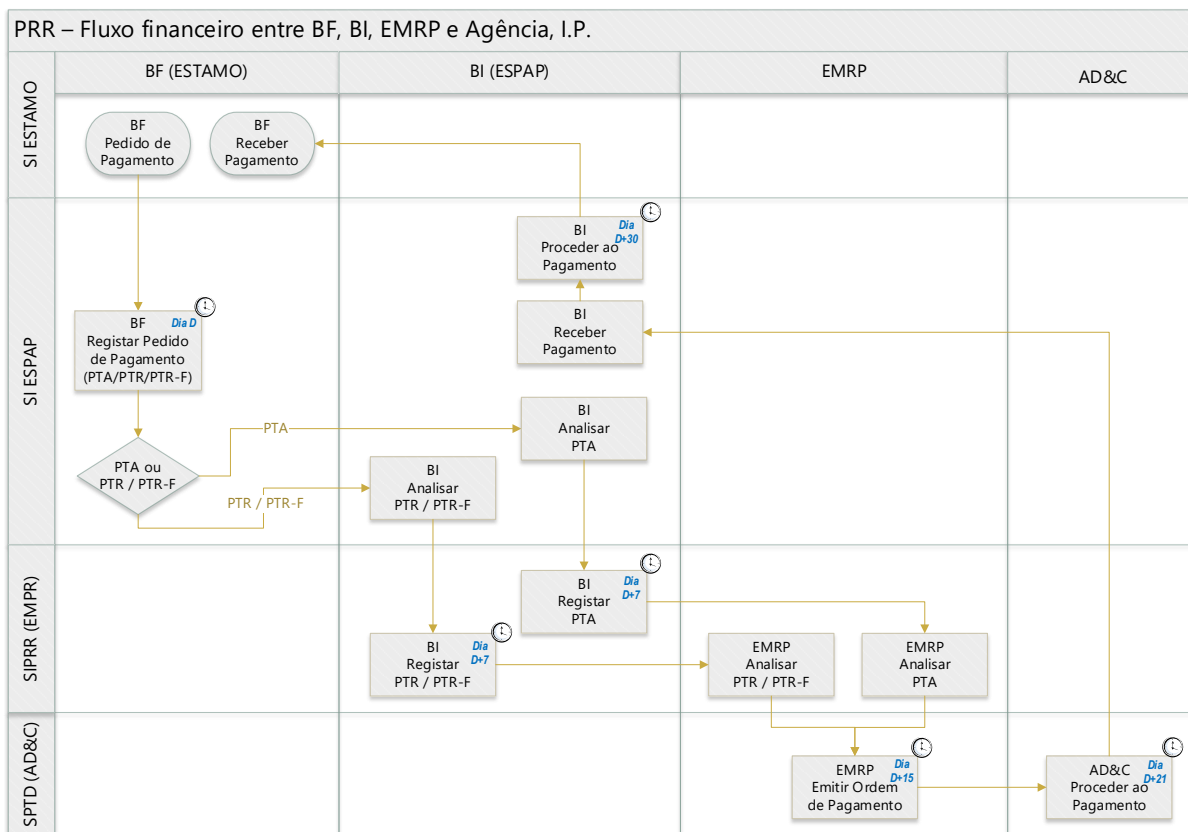 PRR – Fluxo financeiro entre BF, BI, EMRP e Agência, I.P.
BF (ESTAMO)
BI (ESPAP)
EMRP
AD&C
SI ESTAMO
BF
Pedido de
Pagamento
BF
Receber
Pagamento
SI ESPAP
BI
Proceder ao
Pagamento
Dia
D+30
BI
Receber
Pagamento
BF
Registar Pedido
de Pagamento
(PTA/PTR/PTR-F)
Dia D
PTA ou
PTR / PTR-F
PTA
PTR / PTR-F
BI
Analisar
PTA
BI
Analisar
PTR / PTR-F
SIPRR (EMPR)
BI
Registar
PTA
Dia
D+7
BI
Registar
PTR / PTR-F
Dia
D+7
EMRP
Analisar
PTR / PTR-F
EMRP
Analisar
PTA
SPTD (AD&C)
EMRP
Emitir Ordem
de Pagamento
Dia
D+15
AD&C
Proceder ao
Pagamento
Dia
D+21